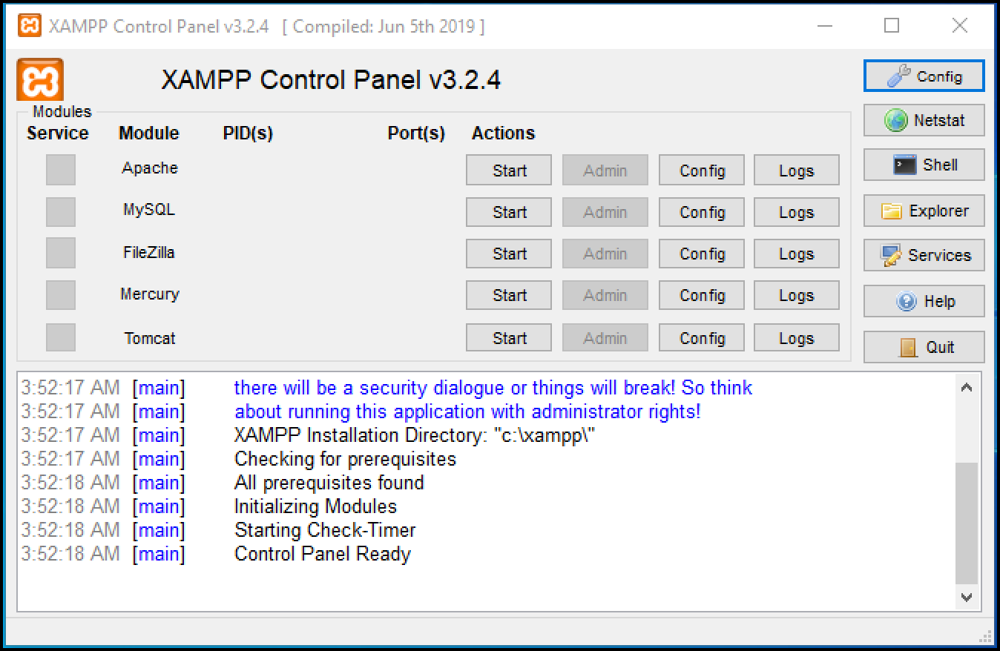 XAMPP Control Panel v3.2.4 [ Compiled: Jun 5th 2019 ]
XAMPP Control Panel v3.2.4
Config
Modules
Service Module PID(s) Port(s) Actions
Netstat
Apache Start Admin Config Logs
Shell
MySQL Start Admin Config Logs
Explorer
FileZilla Start Admin Config Logs
Services
Mercury Start Admin Config Logs
Help
Tomcat Start Admin Config Logs
Quit
3:52:17 AM [main] there will be a security dialogue or things will break! So think
3:52:17 AM [main] about running this application with administrator rights!
3:52:17 AM [main] XAMPP Installation Directory: "c:\xampp\"
3:52:17 AM [main] Checking for prerequisites
3:52:18 AM [main] All prerequisites found
3:52:18 AM [main] Initializing Modules
3:52:18 AM [main] Starting Check-Timer
3:52:18 AM [main] Control Panel Ready